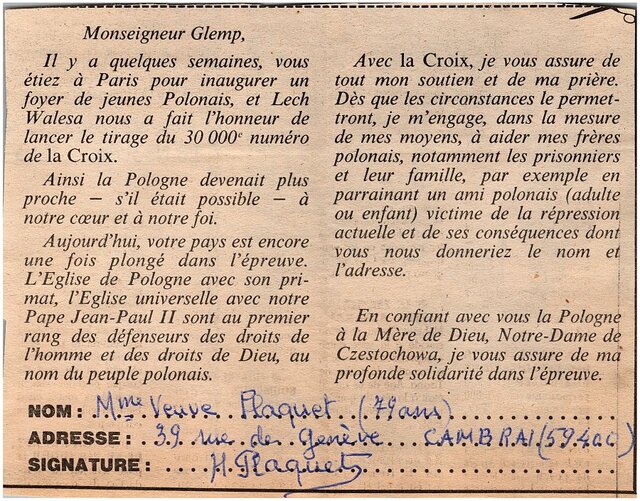 Monseigneur Glemp,
Il y a quelques semaines, vous
étiez à Paris pour inaugurer un
foyer de jeunes Polonais, et Lech
Walesa nous a fait l'honneur de
lancer le tirage du 30 000e numéro
de la Croix.
Ainsi la Pologne devenait plus
proche — s'il était possible — à
notre cœur et à notre foi.
Aujourd'hui, votre pays est encore
une fois plongé dans l'épreuve.
L'Eglise de Pologne avec son pri-
mat, l'Eglise universelle avec notre
Pape Jean-Paul II sont au premier
rang des défenseurs des droits de
l'homme et des droits de Dieu, au
nom du peuple polonais.
Avec la Croix, je vous assure de
tout mon soutien et de ma prière.
Dès que les circonstances le permet-
tront, je m'engage, dans la mesure
de mes moyens, à aider mes frères
polonais, notamment les prisonniers
et leur famille, par exemple en
parrainant un ami polonais (adulte
ou enfant) victime de la répression
actuelle et de ses conséquences dont
vous nous donneriez le nom et
l'adresse.
En confiant avec vous la Pologne
à la Mère de Dieu, Notre-Dame de
Czestochowa, je vous assure de ma
profonde solidarité dans l'épreuve.
NOM : Mme Veuve Plaquet (79 ans)
ADRESSE : 39 rue de Genève CAMBRAI (59400)
SIGNATURE : H. Plaquet